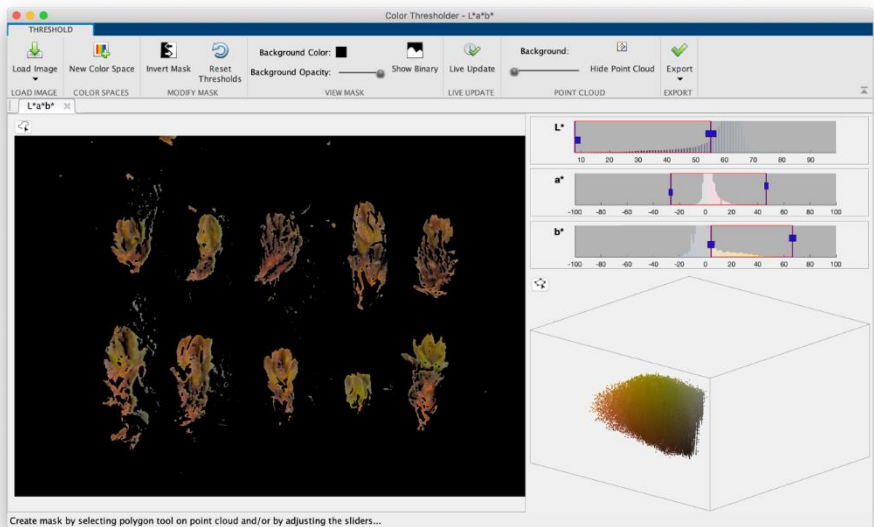 Color Thresholder - L*a*b*
THRESHOLD
Load Image
New Color Space
Invert Mask
Reset Thresholds
Background Color:
Background Opacity:
Show Binary
Live Update
Background:
Hide Point Cloud
Export
LOAD IMAGE COLOR SPACES MODIFY MASK VIEW MASK LIVE UPDATE POINT CLOUD EXPORT
L*a*b*
L*
10 20 30 40 50 60 70 80 90
a*
-100 -80 -60 -40 -20 0 20 40 60 80 100
b*
-100 -80 -60 -40 -20 0 20 40 60 80 100
Create mask by selecting polygon tool on point cloud and/or by adjusting the sliders...